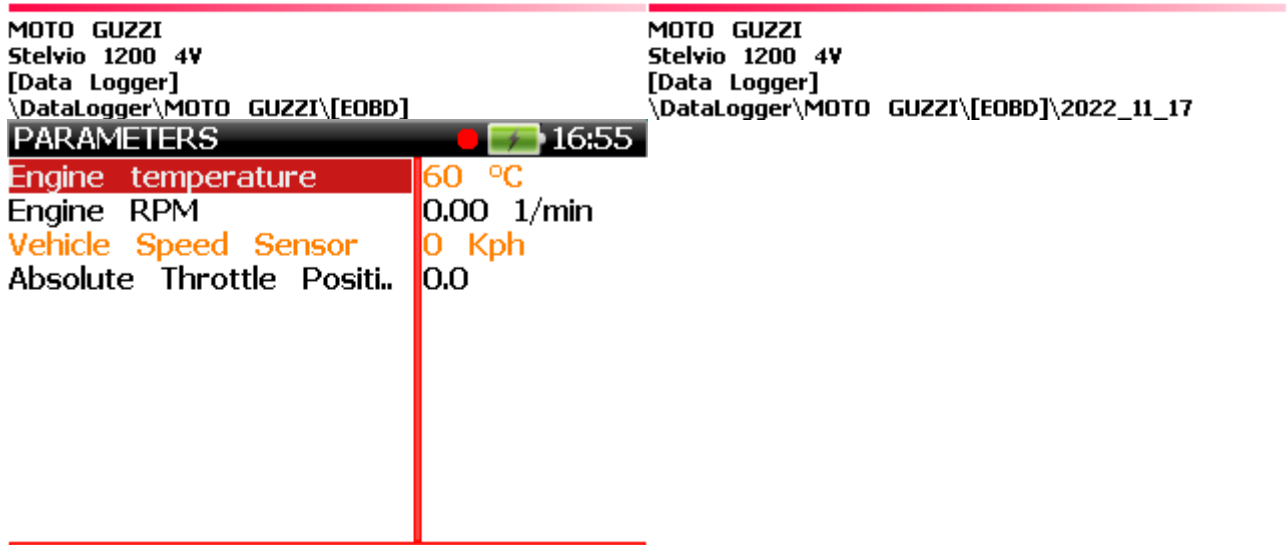 MOTO GUZZI
Stelvio 1200 4V
[Data Logger]
\DataLogger\MOTO GUZZI\[EOBD]
PARAMETERS 16:55
Engine temperature 60 °C
Engine RPM 0.00 1/min
Vehicle Speed Sensor 0 Kph
Absolute Throttle Positi.. 0.0
MOTO GUZZI
Stelvio 1200 4V
[Data Logger]
\DataLogger\MOTO GUZZI\[EOBD]\2022_11_17